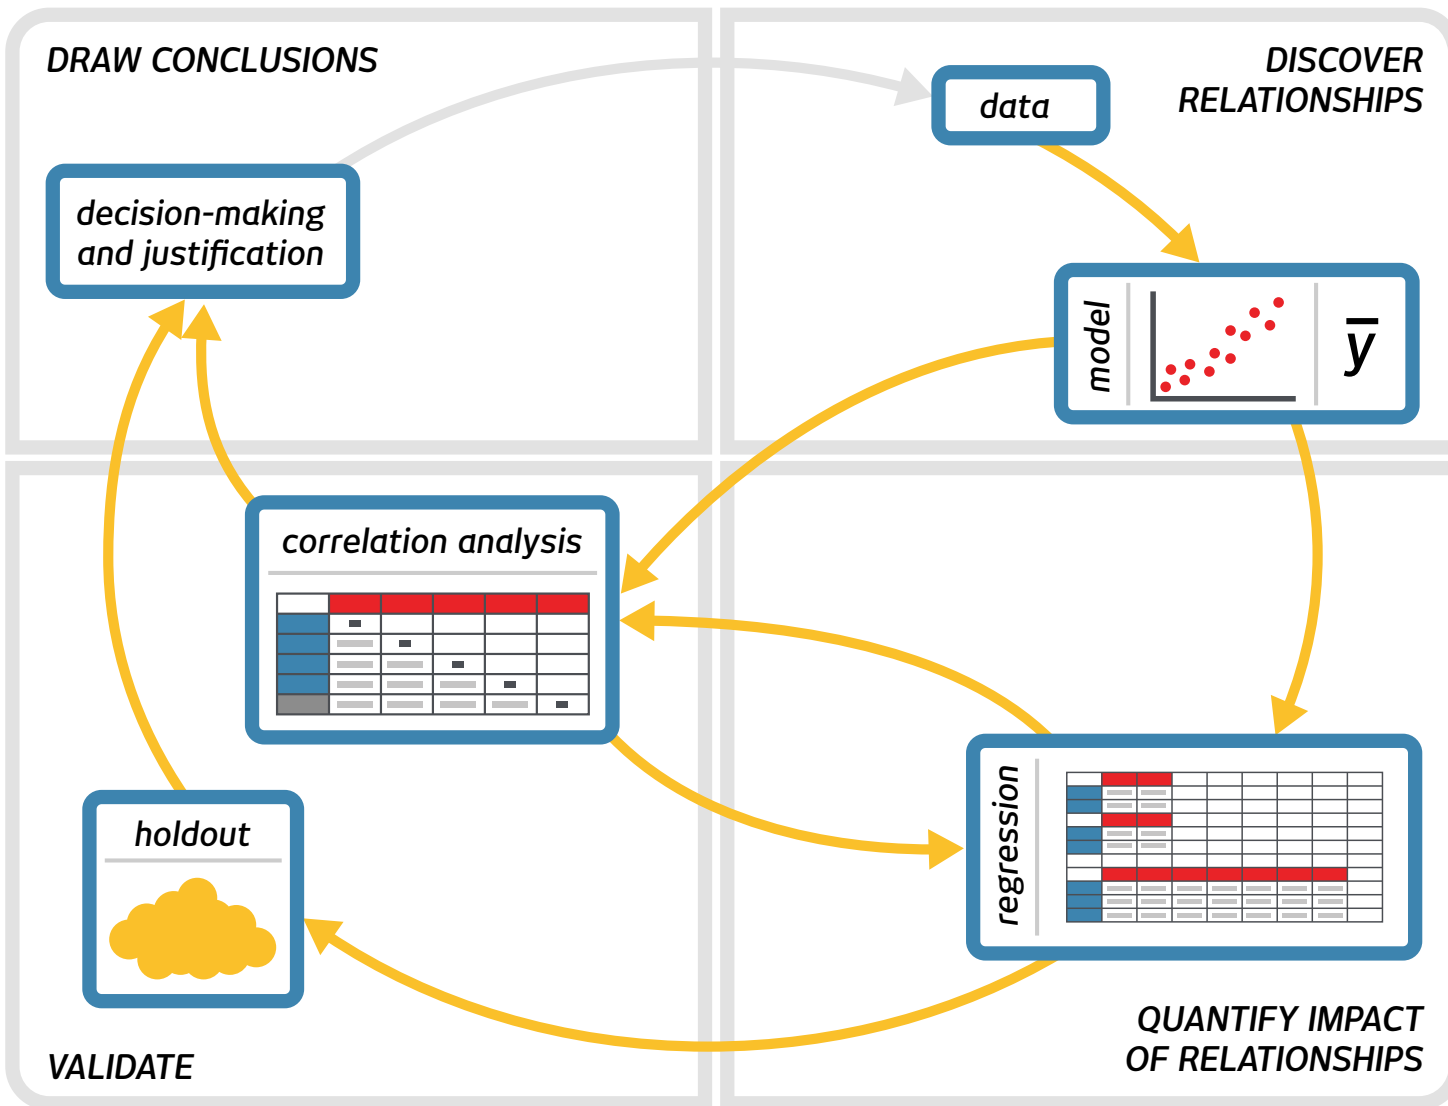 DRAW CONCLUSIONS
DISCOVER
RELATIONSHIPS
data
decision-making
and justification
model
y̅
correlation analysis
regression
holdout
VALIDATE
QUANTIFY IMPACT
OF RELATIONSHIPS